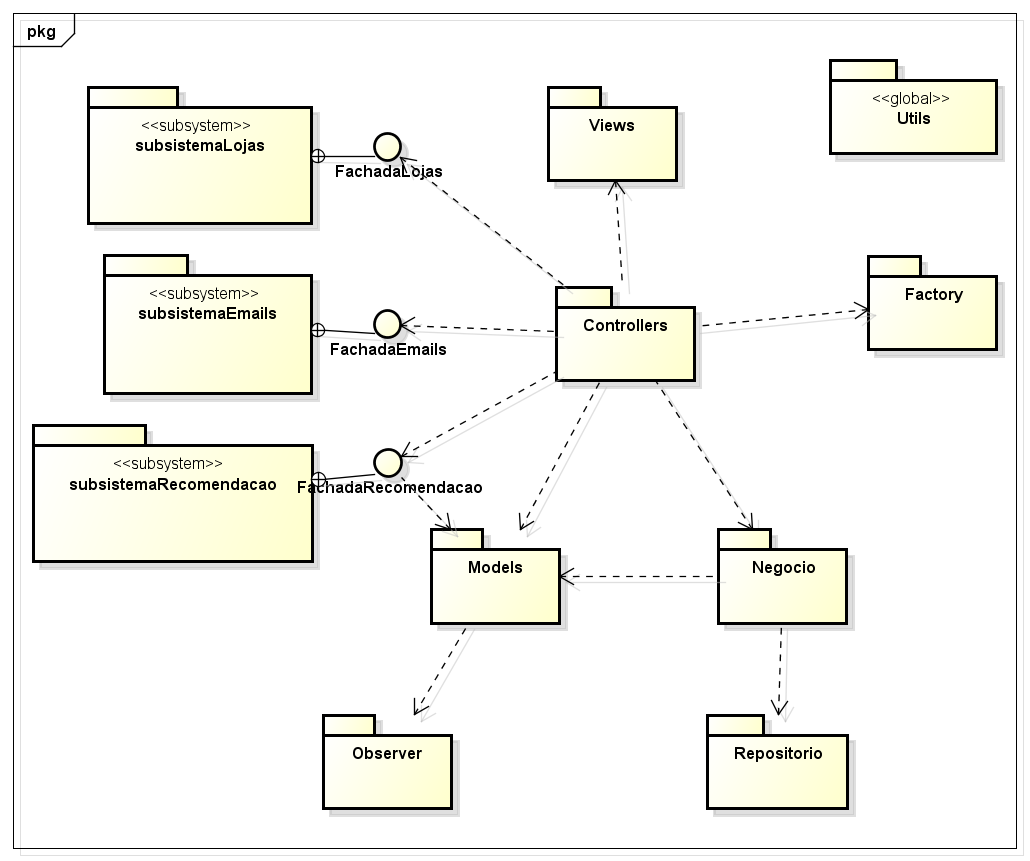 pkg
<<subsystem>>
subsistemaLojas
FachadaLojas
Views
<<global>>
Utils
<<subsystem>>
subsistemaEmails
FachadaEmails
Controllers
Factory
<<subsystem>>
subsistemaRecomendacao
FachadaRecomendacao
Models
Negocio
Observer
Repositorio